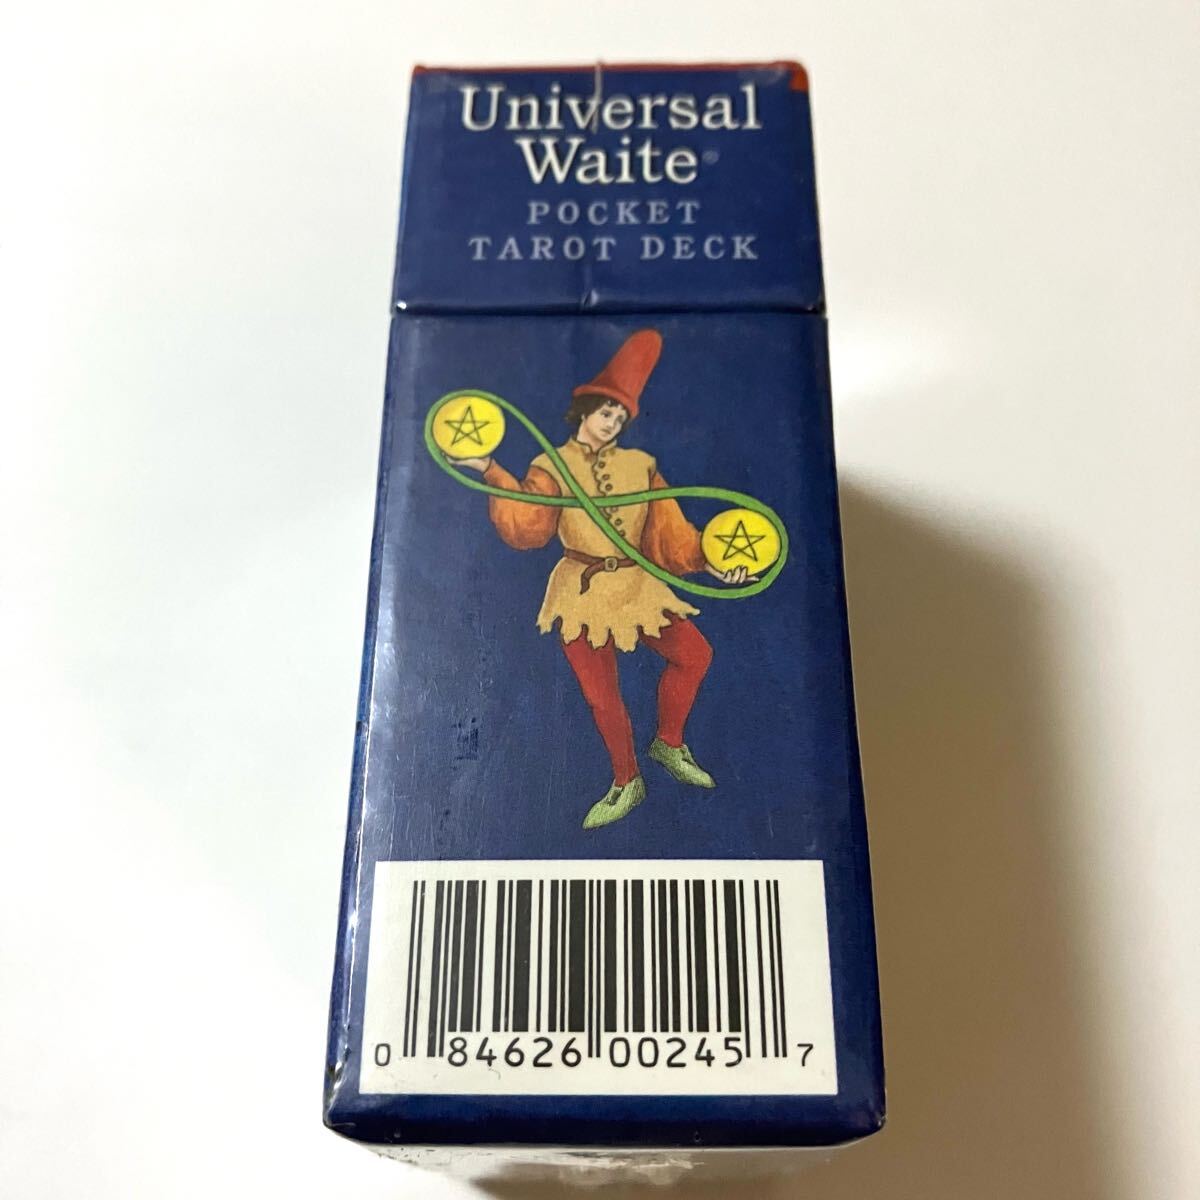 Universal
Waite®
POCKET
TAROT DECK
0 84626 00245 7